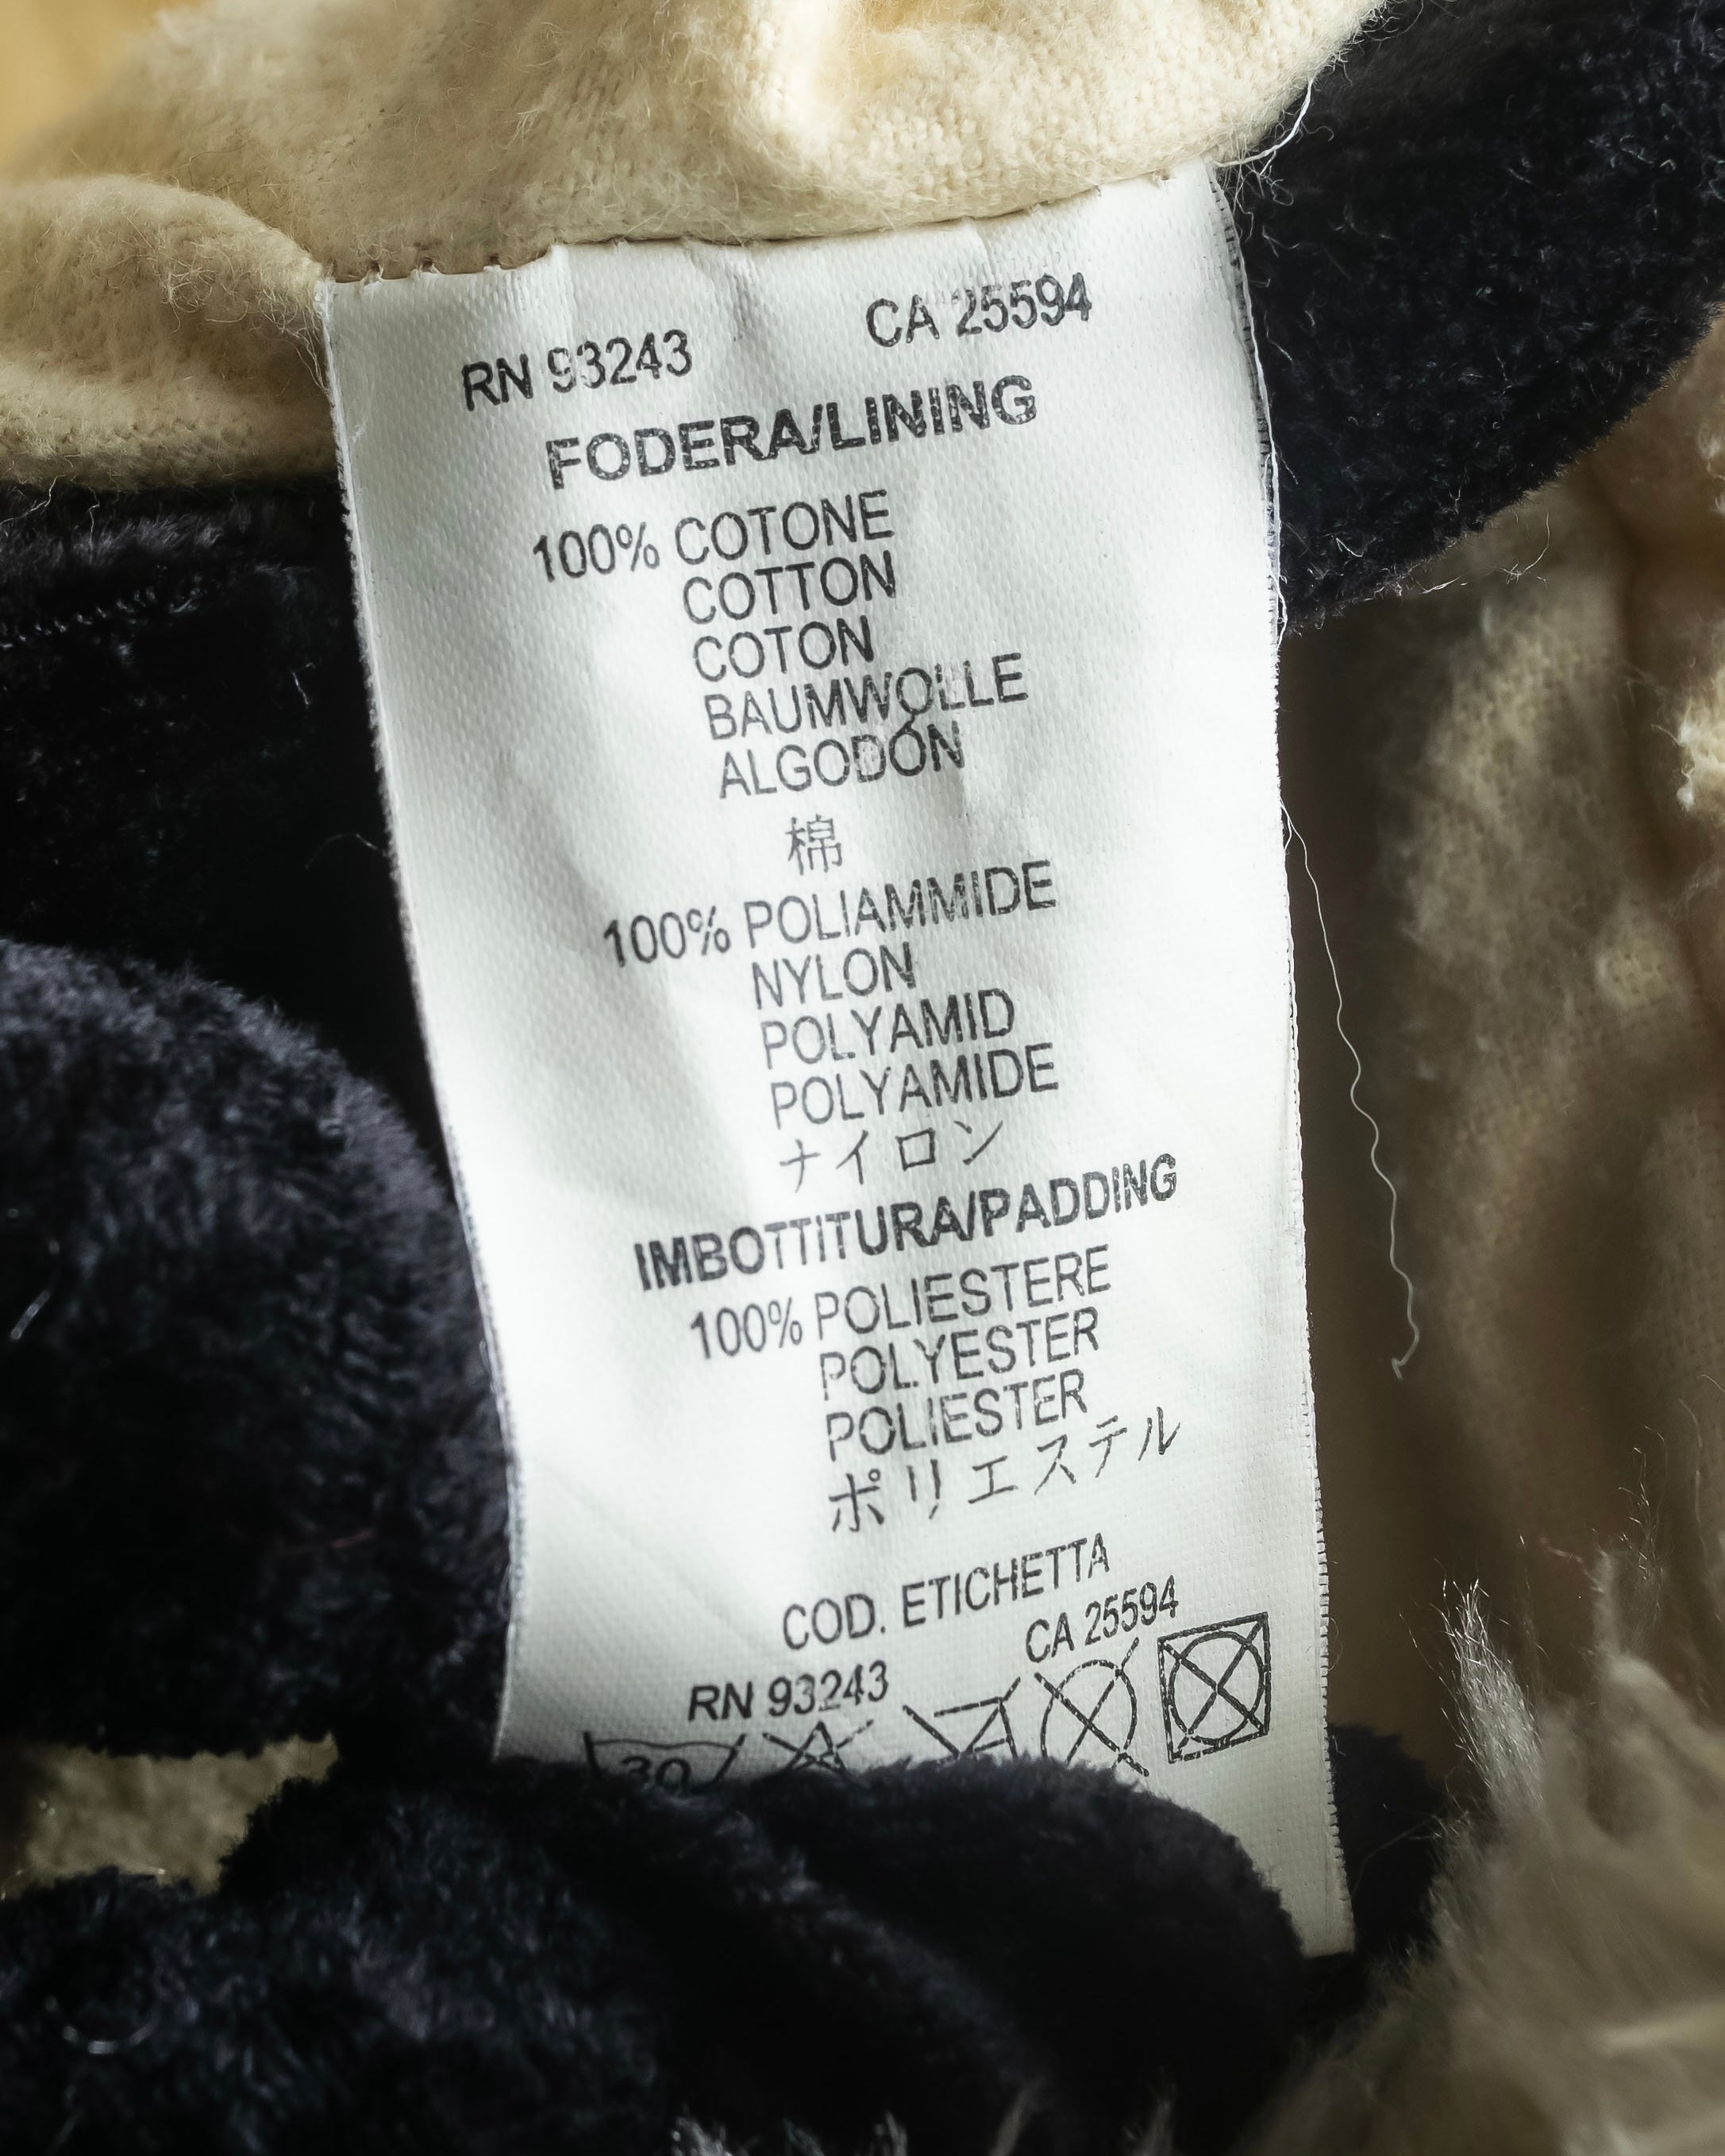 RN 93243 CA 25594
FODERA/LINING
100% COTONE
COTTON
COTON
BAUMWOLLE
ALGODÓN
棉
100% POLIAMMIDE
NYLON
POLYAMID
POLYAMIDE
ナイロン
IMBOTTITURA/PADDING
100% POLIESTERE
POLYESTER
POLIESTER
ポリエステル
COD. ETICHETTA
RN 93243 CA 25594
30